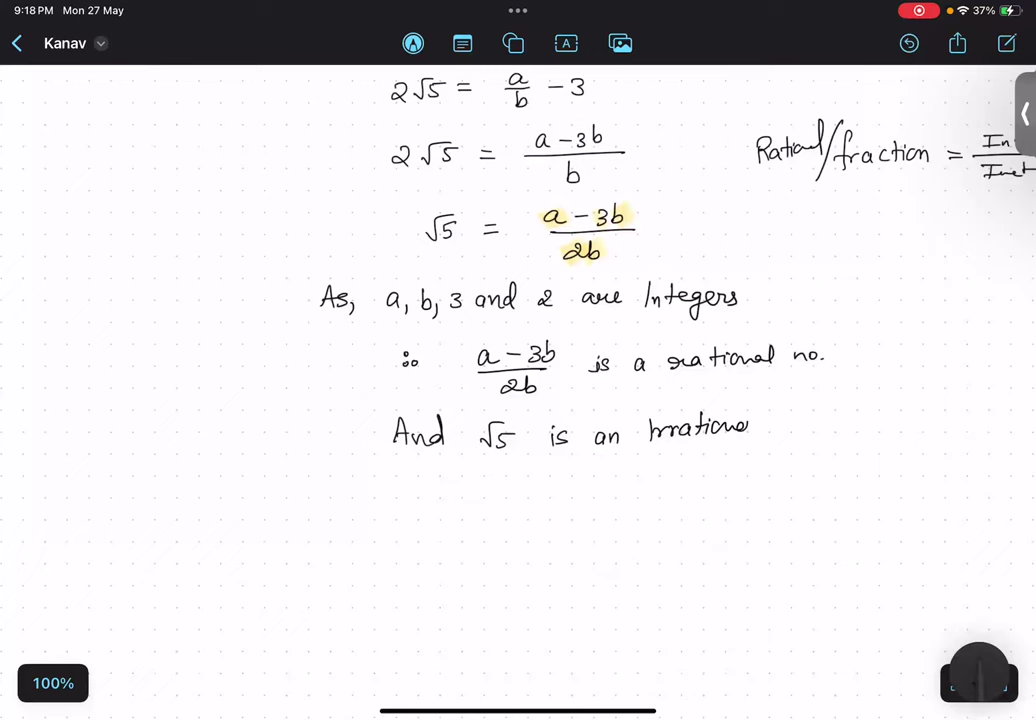 9:18 PM Mon 27 May
37%
Kanav
A
2√5 = a/b - 3
2√5 = a - 3b / b
Rational/fraction =
√5 = a - 3b / 2b
As, a, b, 3 and 2 are Integers
∴ a - 3b / 2b is a rational no.
And √5 is an Irrationa
100%